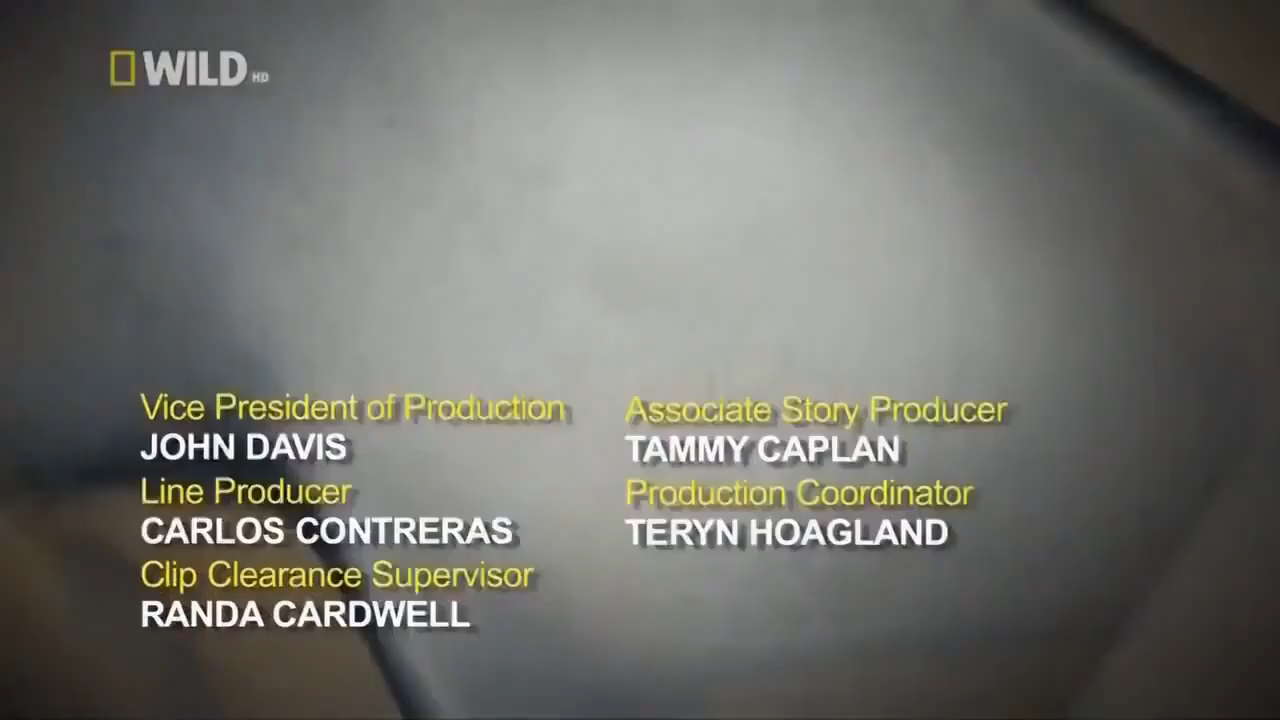 WILD HD
Vice President of Production
JOHN DAVIS
Line Producer
CARLOS CONTRERAS
Clip Clearance Supervisor
RANDA CARDWELL
Associate Story Producer
TAMMY CAPLAN
Production Coordinator
TERYN HOAGLAND